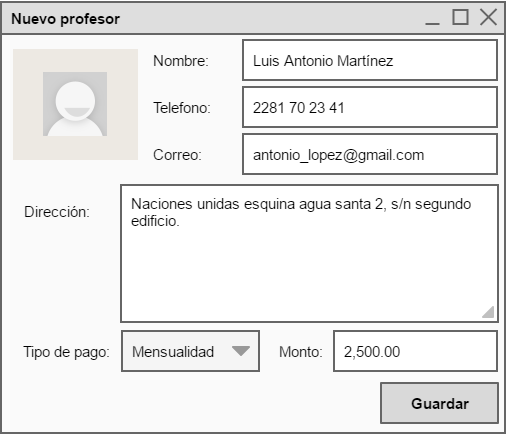 Nuevo profesor
Nombre: Luis Antonio Martínez
Telefono: 2281 70 23 41
Correo: antonio_lopez@gmail.com
Dirección: Naciones unidas esquina agua santa 2, s/n segundo
edificio.
Tipo de pago: Mensualidad Monto: 2,500.00
Guardar